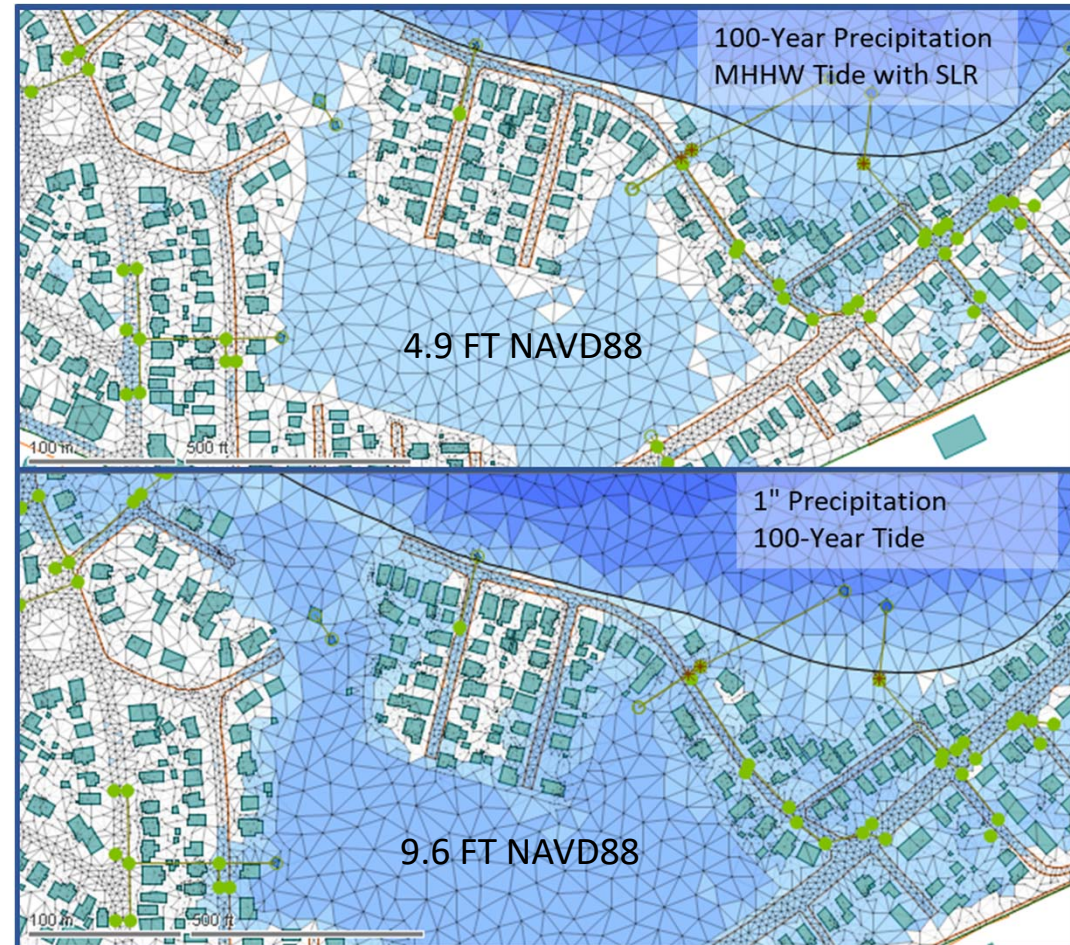 100-Year Precipitation
MHHW Tide with SLR
4.9 FT NAVD88
100 m
500 ft
1" Precipitation
100-Year Tide
9.6 FT NAVD88
100 m
500 ft